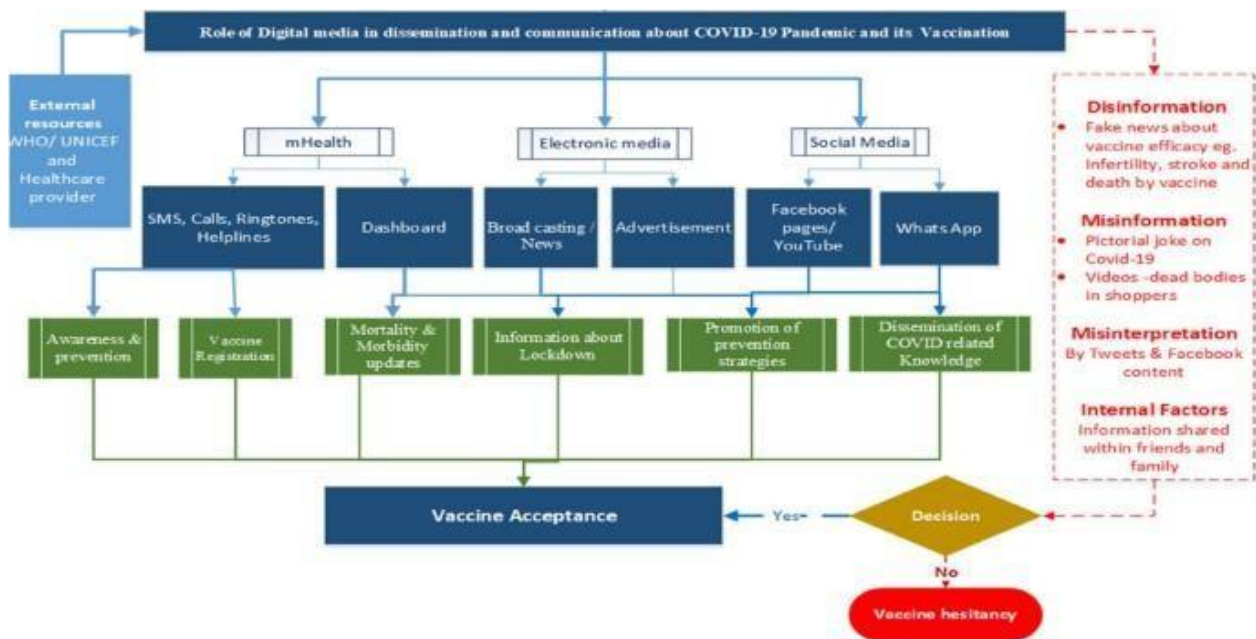 Role of Digital media in dissemination and communication about COVID-19 Pandemic and its Vaccination
External
resources
WHO/ UNICEF
and
Healthcare
provider
mHealth
Electronic media
Social Media
SMS, Calls, Ringtones,
Helplines
Dashboard
Broad casting /
News
Advertisement
Facebook
pages/
YouTube
Whats App
Awareness &
prevention
Vaccine
Registration
Mortality &
Morbidity
updates
Information about
Lockdown
Promotion of
prevention
strategies
Dissemination of
COVID related
Knowledge
Disinformation
• Fake news about
vaccine efficacy eg.
Infertility, stroke and
death by vaccine
Misinformation
• Pictorial joke on
Covid-19
• Videos -dead bodies
in shoppers
Misinterpretation
By Tweets & Facebook
content
Internal Factors
Information shared
within friends and
family
Vaccine Acceptance
Yes
Decision
No
Vaccine hesitancy